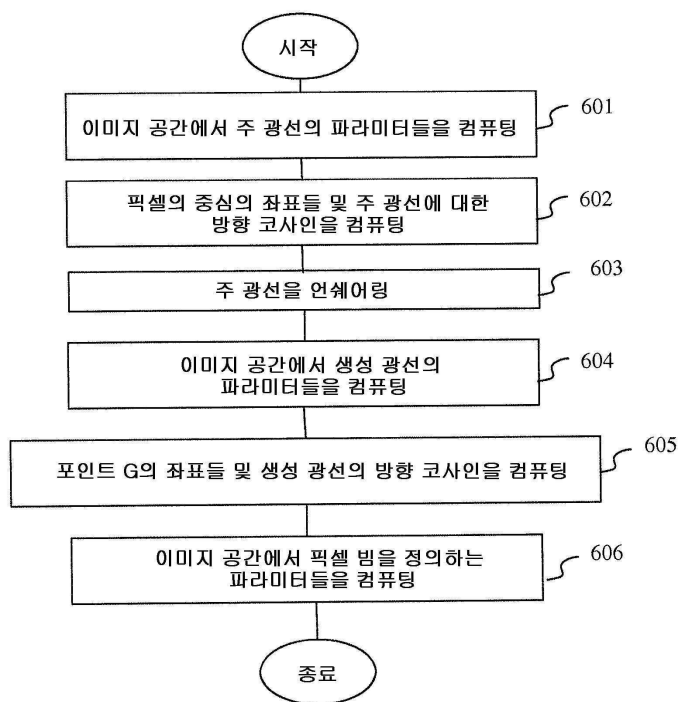 시작
이미지 공간에서 주 광선의 파라미터들을 컴퓨팅
601
픽셀의 중심의 좌표들 및 주 광선에 대한
방향 코사인을 컴퓨팅
602
주 광선을 언쉐어링
603
이미지 공간에서 생성 광선의
파라미터들을 컴퓨팅
604
포인트 G의 좌표들 및 생성 광선의 방향 코사인을 컴퓨팅
605
이미지 공간에서 픽셀 빔을 정의하는
파라미터들을 컴퓨팅
606
종료